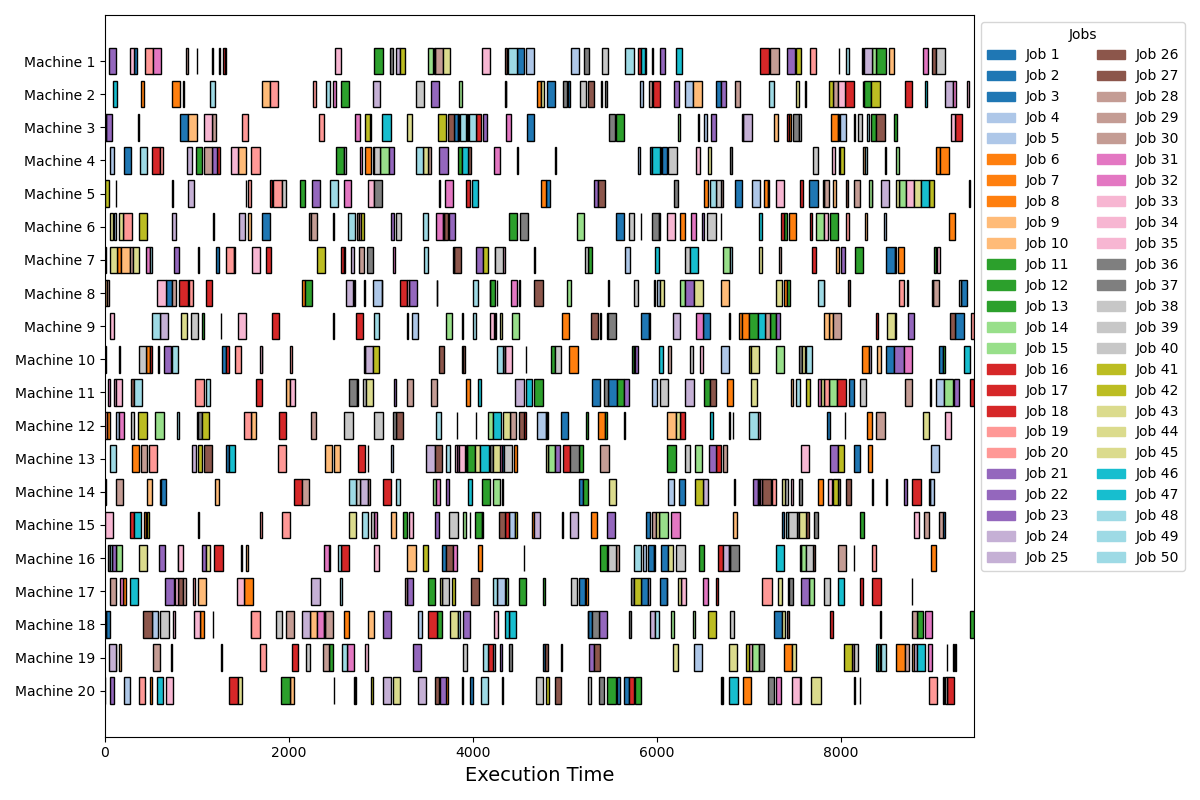 Machine 1
Machine 2
Machine 3
Machine 4
Machine 5
Machine 6
Machine 7
Machine 8
Machine 9
Machine 10
Machine 11
Machine 12
Machine 13
Machine 14
Machine 15
Machine 16
Machine 17
Machine 18
Machine 19
Machine 20
0 2000 4000 6000 8000
Execution Time
Jobs
Job 1 Job 26
Job 2 Job 27
Job 3 Job 28
Job 4 Job 29
Job 5 Job 30
Job 6 Job 31
Job 7 Job 32
Job 8 Job 33
Job 9 Job 34
Job 10 Job 35
Job 11 Job 36
Job 12 Job 37
Job 13 Job 38
Job 14 Job 39
Job 15 Job 40
Job 16 Job 41
Job 17 Job 42
Job 18 Job 43
Job 19 Job 44
Job 20 Job 45
Job 21 Job 46
Job 22 Job 47
Job 23 Job 48
Job 24 Job 49
Job 25 Job 50